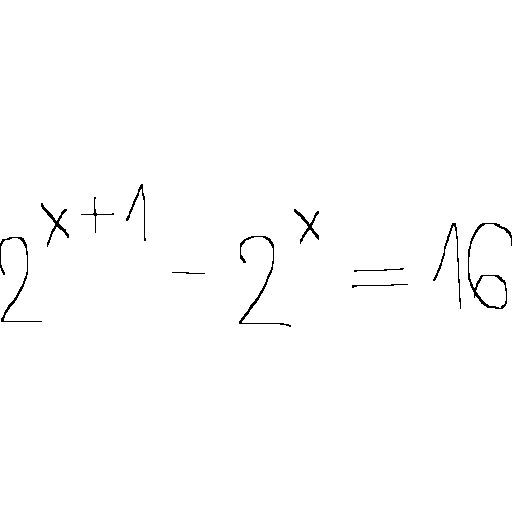 2^{x+1} - 2^x = 16